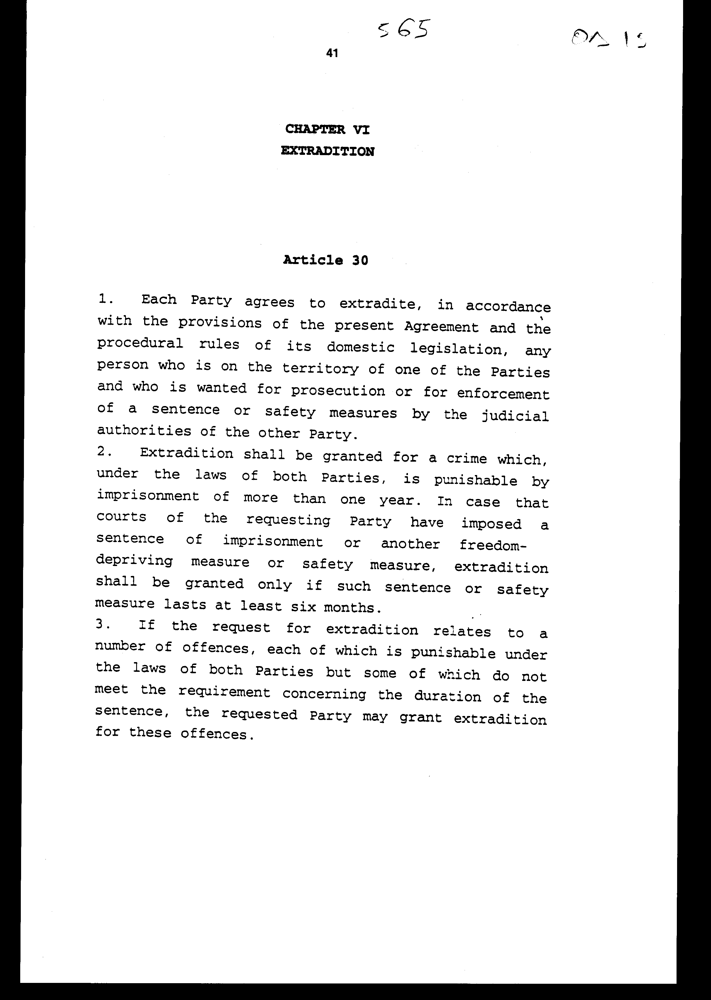 565
41
CHAPTER VI
EXTRADITION
Article 30
1. Each Party agrees to extradite, in accordance
with the provisions of the present Agreement and the
procedural rules of its domestic legislation, any
person who is on the territory of one of the Parties
and who is wanted for prosecution or for enforcement
of a sentence or safety measures by the judicial
authorities of the other Party.
2. Extradition shall be granted for a crime which,
under the laws of both Parties, is punishable by
imprisonment of more than one year. In case that
courts of the requesting Party have imposed a
sentence of imprisonment or another freedom-
depriving measure or safety measure, extradition
shall be granted only if such sentence or safety
measure lasts at least six months.
3. If the request for extradition relates to a
number of offences, each of which is punishable under
the laws of both Parties but some of which do not
meet the requirement concerning the duration of the
sentence, the requested Party may grant extradition
for these offences.